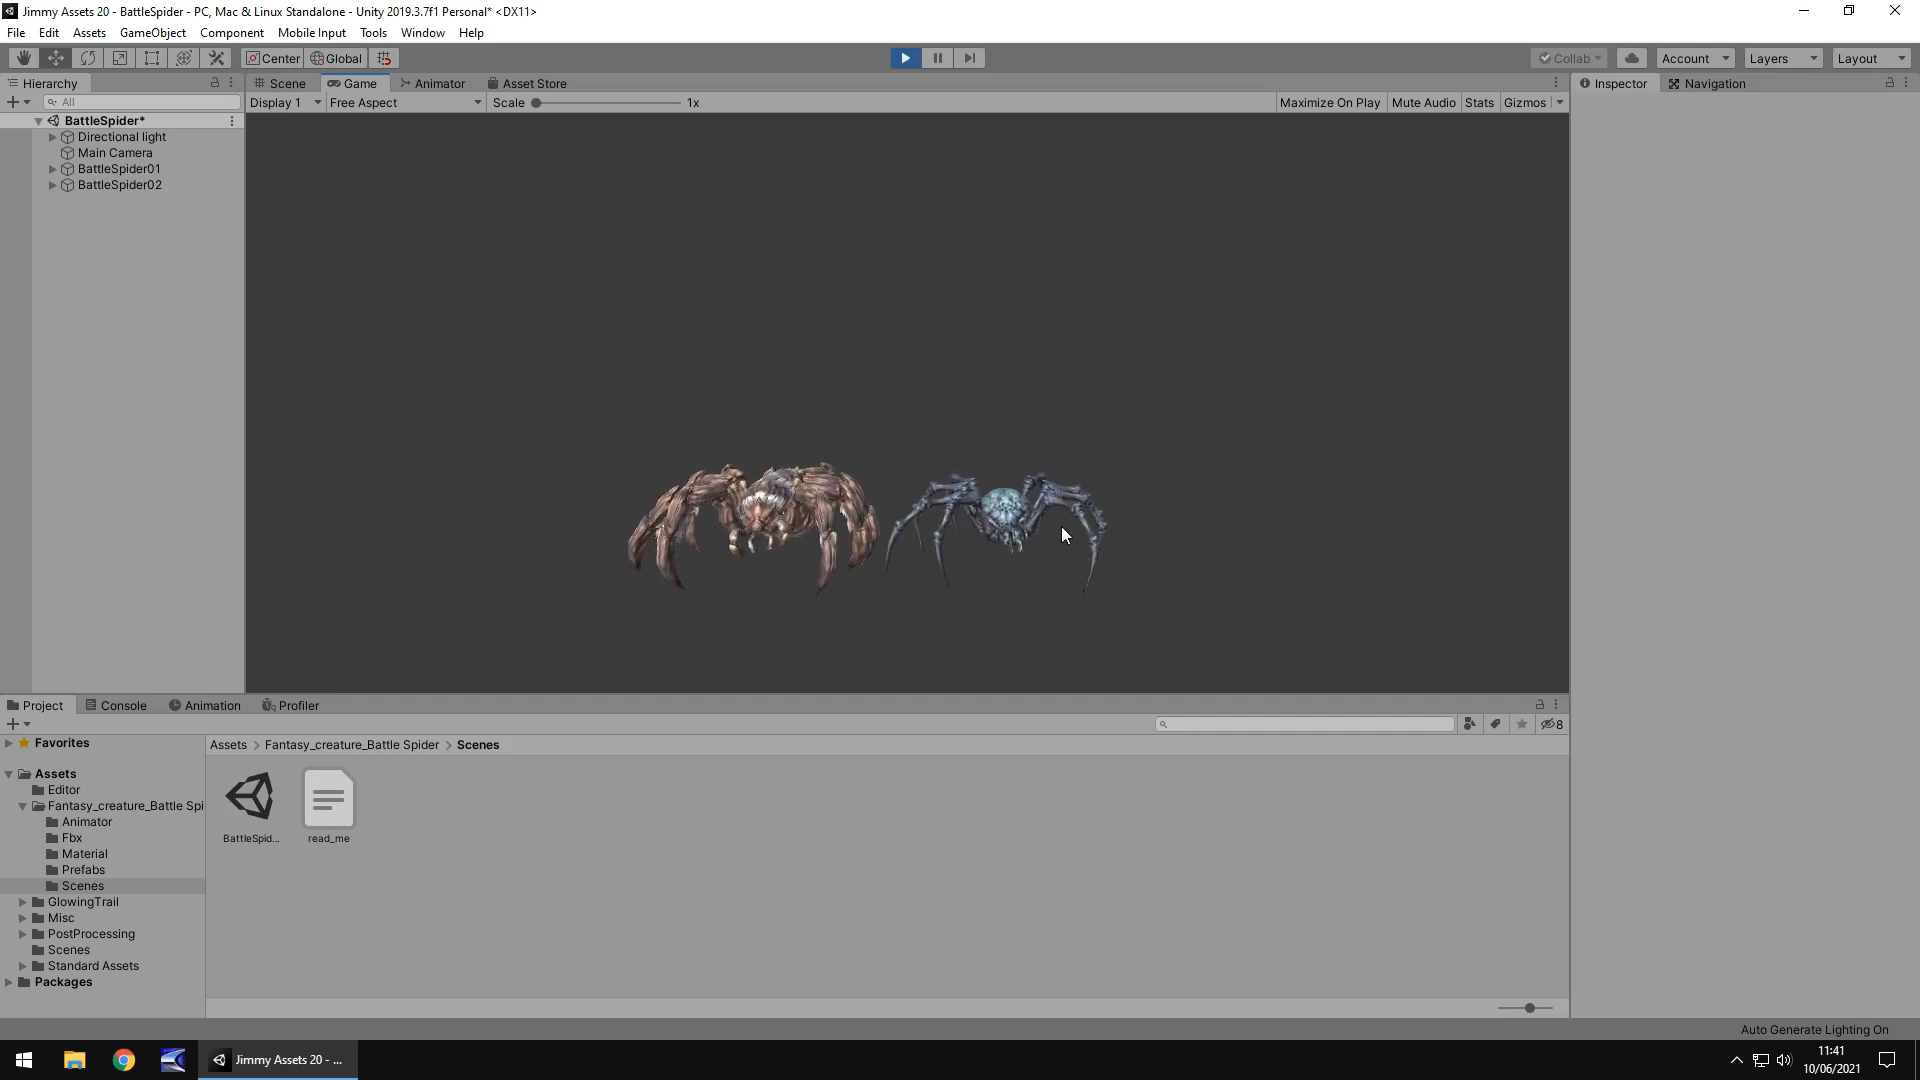 Jimmy Assets 20 - BattleSpider - PC, Mac & Linux Standalone - Unity 2019.3.7f1 Personal* <DX11>
File Edit Assets GameObject Component Mobile Input Tools Window Help
Center Global Collab Account Layers Layout
Hierarchy Scene Game Animator Asset Store Inspector Navigation
All Display 1 Free Aspect Scale 1x Maximize On Play Mute Audio Stats Gizmos
BattleSpider*
Directional light
Main Camera
BattleSpider01
BattleSpider02
Project Console Animation Profiler
8
Favorites
Assets > Fantasy_creature_Battle Spider > Scenes
Assets
Editor
Fantasy_creature_Battle Spi
Animator
Fbx
Material
Prefabs
Scenes
GlowingTrail
Misc
PostProcessing
Scenes
Standard Assets
Packages
BattleSpid... read_me
Auto Generate Lighting On
Jimmy Assets 20 - ...
11:41
10/06/2021